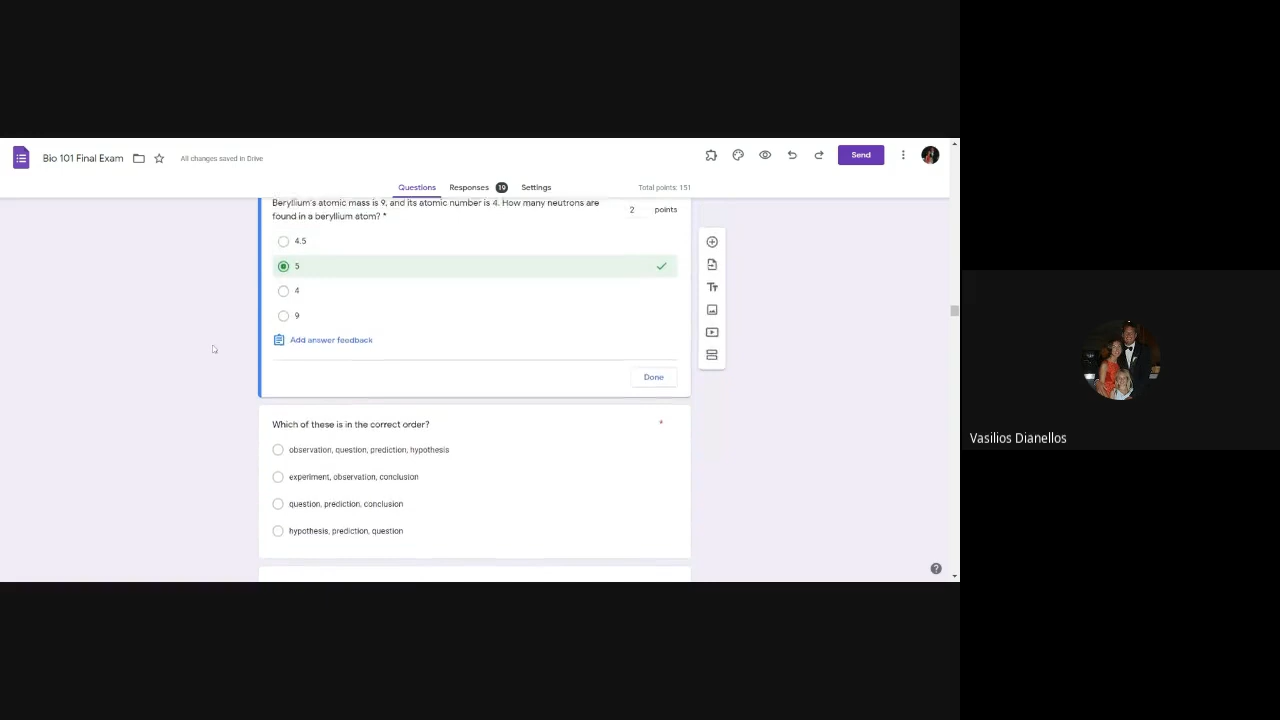 Bio 101 Final Exam
All changes saved in Drive
Send
Questions
Responses 19
Settings
Total points: 151
Beryllium's atomic mass is 9, and its atomic number is 4. How many neutrons are
found in a beryllium atom? *
2 points
4.5
5
4
9
Add answer feedback
Done
Which of these is in the correct order?
*
observation, question, prediction, hypothesis
experiment, observation, conclusion
question, prediction, conclusion
hypothesis, prediction, question
Vasilios Dianellos